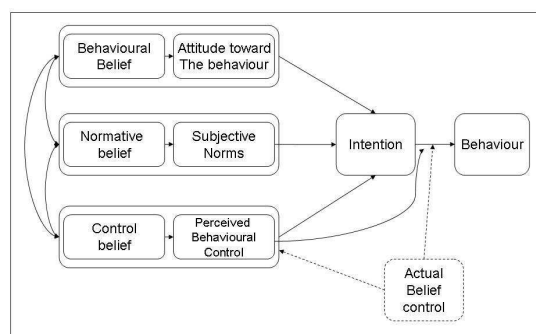 Behavioural
Belief
Attitude toward
The behaviour
Normative
belief
Subjective
Norms
Intention
Behaviour
Control
belief
Perceived
Behavioural
Control
Actual
Belief
control